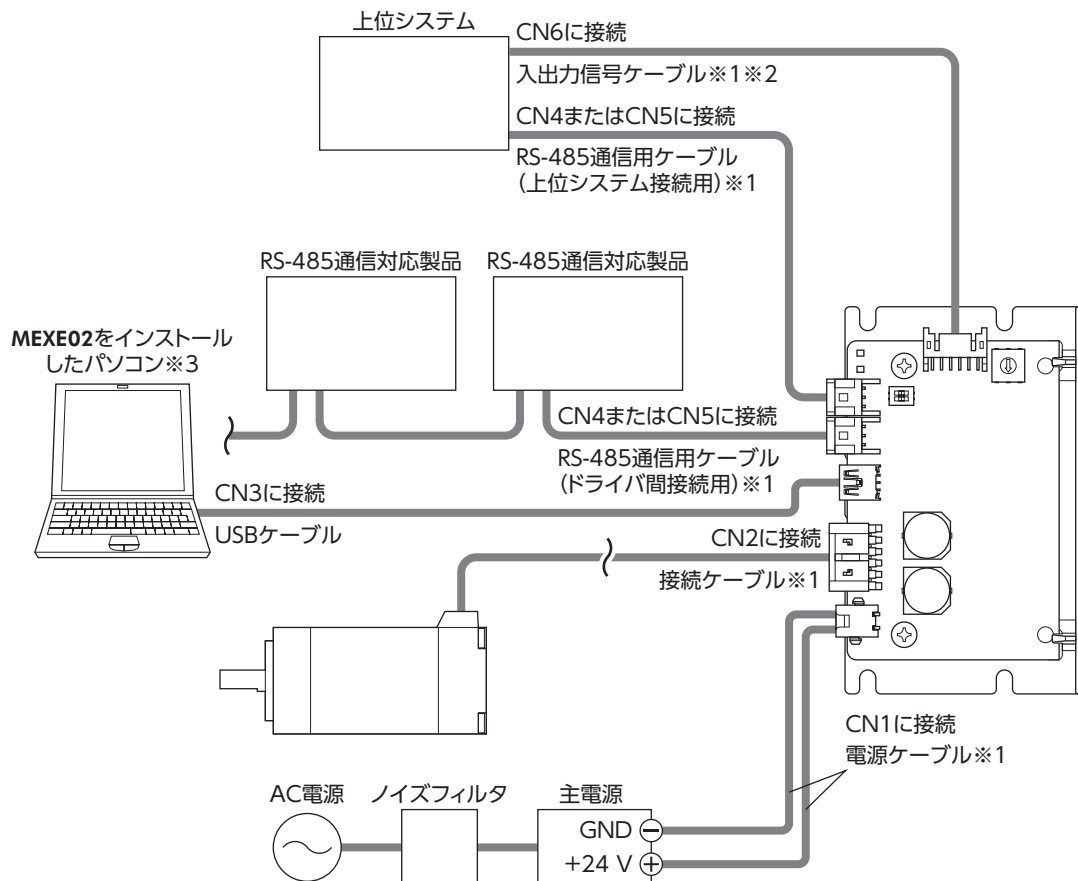 上位システム
CN6に接続
入出力信号ケーブル※1※2
CN4またはCN5に接続
RS-485通信用ケーブル
(上位システム接続用)※1
RS-485通信対応製品
RS-485通信対応製品
MEXE02をインストール
したパソコン※3
CN4またはCN5に接続
RS-485通信用ケーブル
(ドライバ間接続用)※1
CN3に接続
USBケーブル
CN2に接続
接続ケーブル※1
CN1に接続
電源ケーブル※1
AC電源
ノイズフィルタ
主電源
GND
+24 V